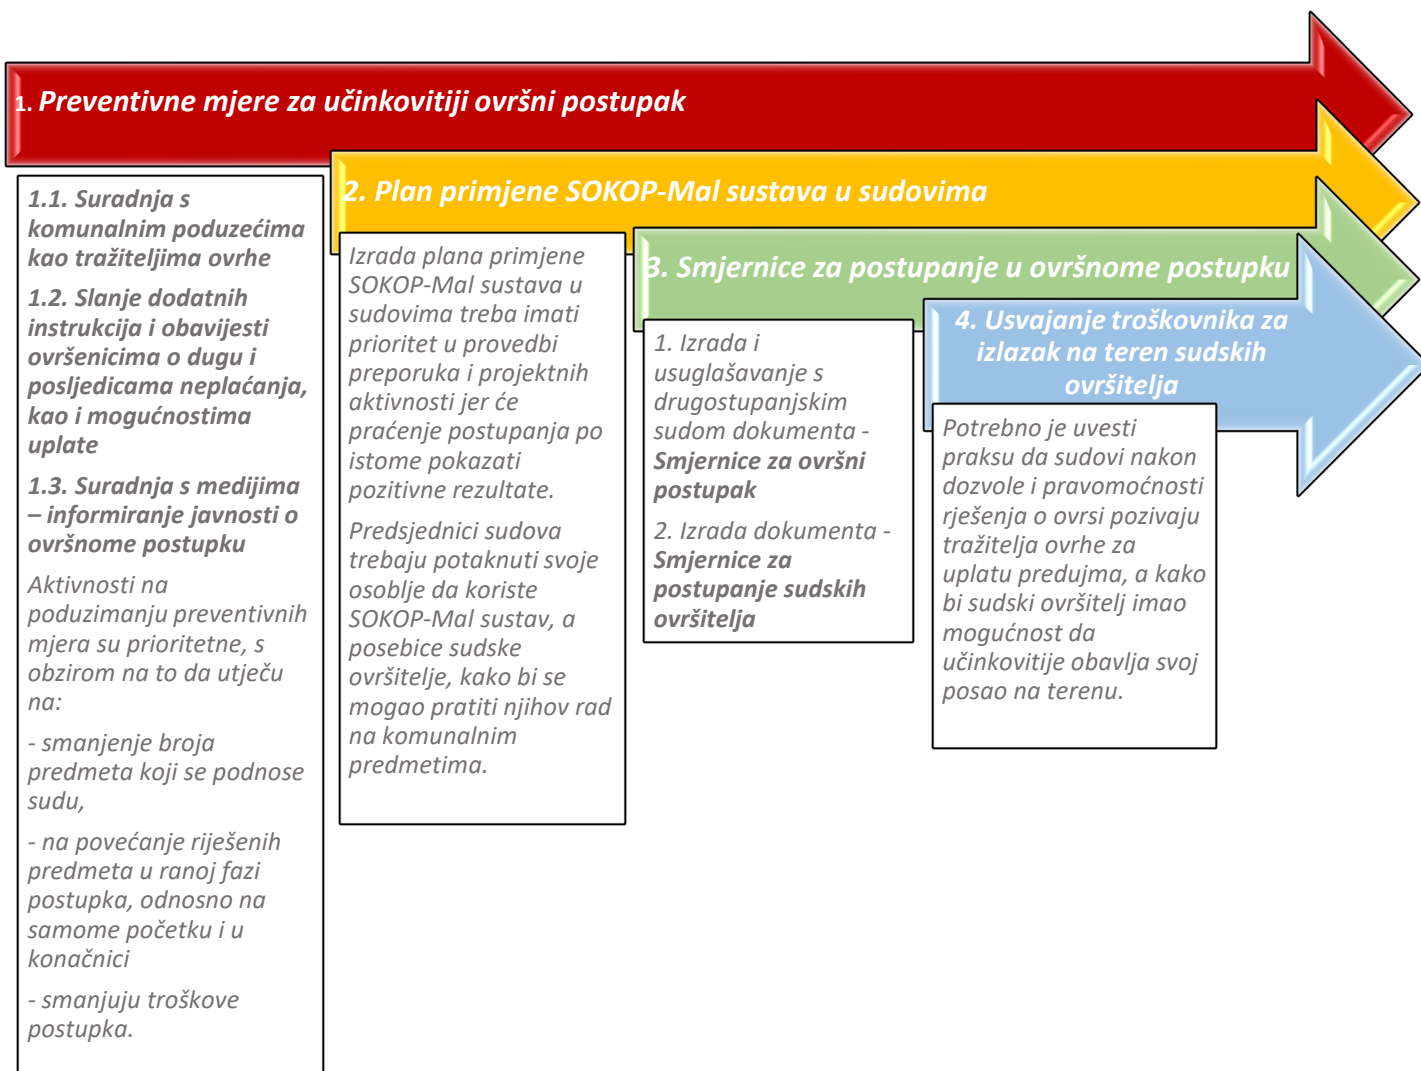 1. Preventivne mjere za učinkovitiji ovršni postupak
1.1. Suradnja s
komunalnim poduzećima
kao tražiteljima ovrhe
1.2. Slanje dodatnih
instrukcija i obavijesti
ovršenicima o dugu i
posljedicama neplaćanja,
kao i mogućnostima
uplate
1.3. Suradnja s medijima
– informiranje javnosti o
ovršnome postupku
Aktivnosti na
poduzimanju preventivnih
mjera su prioritetne, s
obzirom na to da utječu
na:
- smanjenje broja
predmeta koji se podnose
sudu,
- na povećanje riješenih
predmeta u ranoj fazi
postupka, odnosno na
samome početku i u
konačnici
- smanjuju troškove
postupka.
2. Plan primjene SOKOP-Mal sustava u sudovima
Izrada plana primjene
SOKOP-Mal sustava u
sudovima treba imati
prioritet u provedbi
preporuka i projektnih
aktivnosti jer će
praćenje postupanja po
istome pokazati
pozitivne rezultate.
Predsjednici sudova
trebaju potaknuti svoje
osoblje da koriste
SOKOP-Mal sustav, a
posebice sudske
ovršitelje, kako bi se
mogao pratiti njihov rad
na komunalnim
predmetima.
3. Smjernice za postupanje u ovršnome postupku
1. Izrada i
usuglašavanje s
drugostupanjskim
sudom dokumenta -
Smjernice za ovršni
postupak
2. Izrada dokumenta -
Smjernice za
postupanje sudskih
ovršitelja
4. Usvajanje troškovnika za
izlazak na teren sudskih
ovršitelja
Potrebno je uvesti
praksu da sudovi nakon
dozvole i pravomoćnosti
rješenja o ovrsi pozivaju
tražitelja ovrhe za
uplatu predujma, a kako
bi sudski ovršitelj imao
mogućnost da
učinkovitije obavlja svoj
posao na terenu.